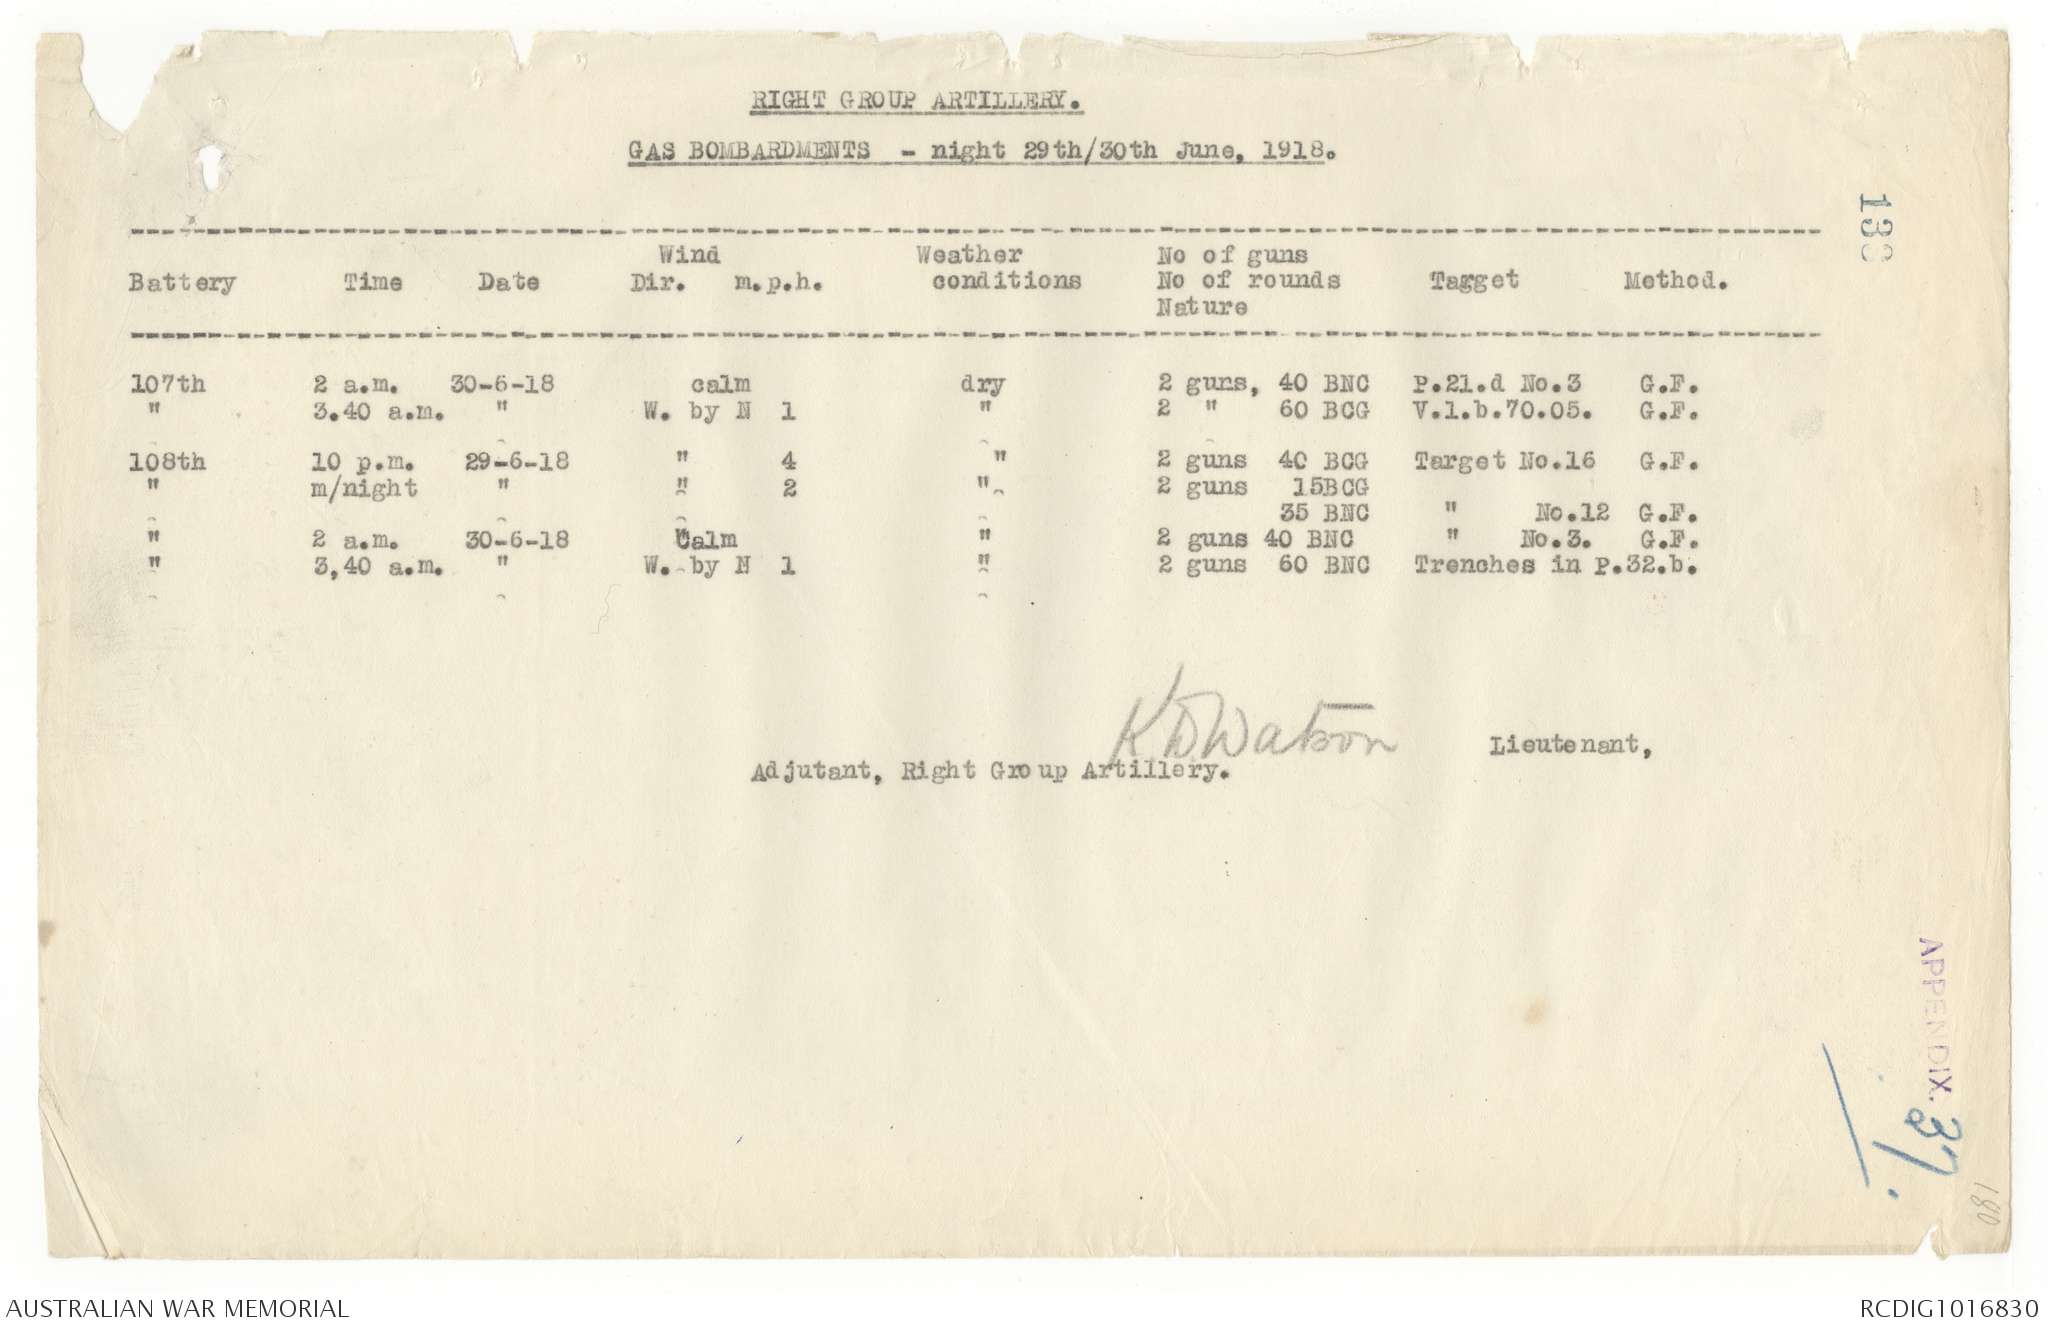 RIGHT GROUP ARTILLERY.
GAS BOMBARDMENTS - night 29th/30th June, 1918.
Wind Weather No of guns
Battery Time Date Dir. m.p.h. conditions No of rounds Tagget Method.
Nature
107th 2 a.m. 30-6-18 calm dry 2 guns, 40 BNC P.21.d No.3 G.F.
" 3.40 a.m. " W. by N 1 " 2 " 60 BCG V.1.b.70.05. G.F.
108th 10 p.m. 29-6-18 " 4 " 2 guns 40 BCG Target No.16 G.F.
" m/night " " 2 " 2 guns 15BCG
35 BNC " No.12 G.F.
" 2 a.m. 30-6-18 Calm " 2 guns 40 BNC " No.3. G.F.
" 3,40 a.m. " W. by N 1 " 2 guns 60 BNC Trenches in P.32.b.
K D Watson Lieutenant,
Adjutant, Right Group Artillery.
APPENDIX. 37.
180
AUSTRALIAN WAR MEMORIAL
RCDIG1016830